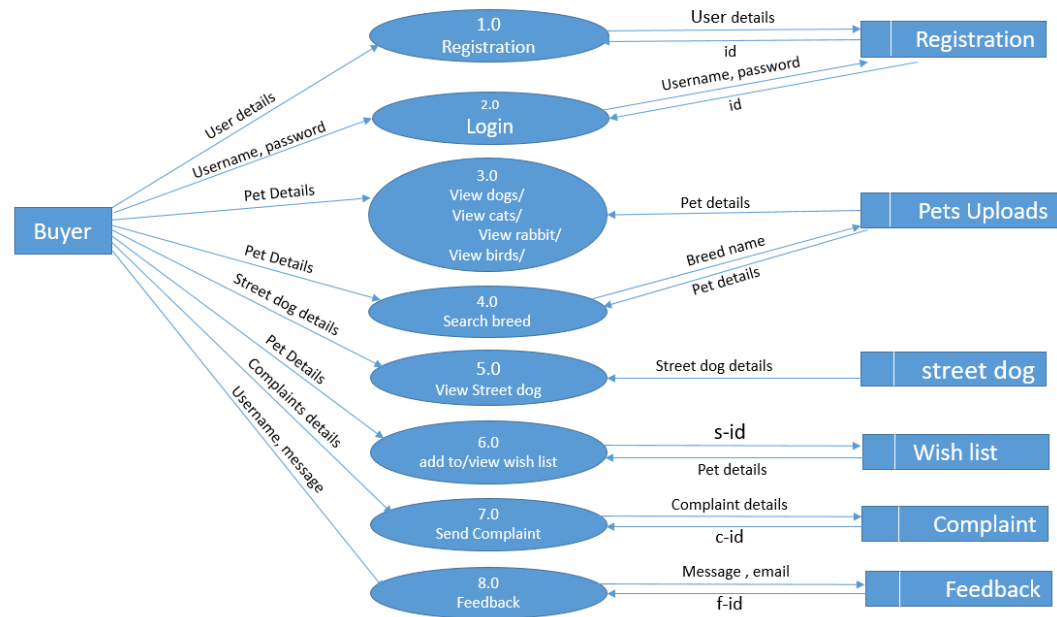 1.0
Registration
User details
id
Registration
User details
Username, password
id
2.0
Login
Username, password
Pet Details
3.0
View dogs/
View cats/
View rabbit/
View birds/
Pet details
Pets Uploads
Buyer
Pet Details
Breed name
Pet details
4.0
Search breed
Street dog details
5.0
View Street dog
Street dog details
street dog
Pet Details
6.0
add to/view wish list
s-id
Pet details
Wish list
Complaints details
7.0
Send Complaint
Complaint details
c-id
Complaint
Username, message
8.0
Feedback
Message , email
f-id
Feedback